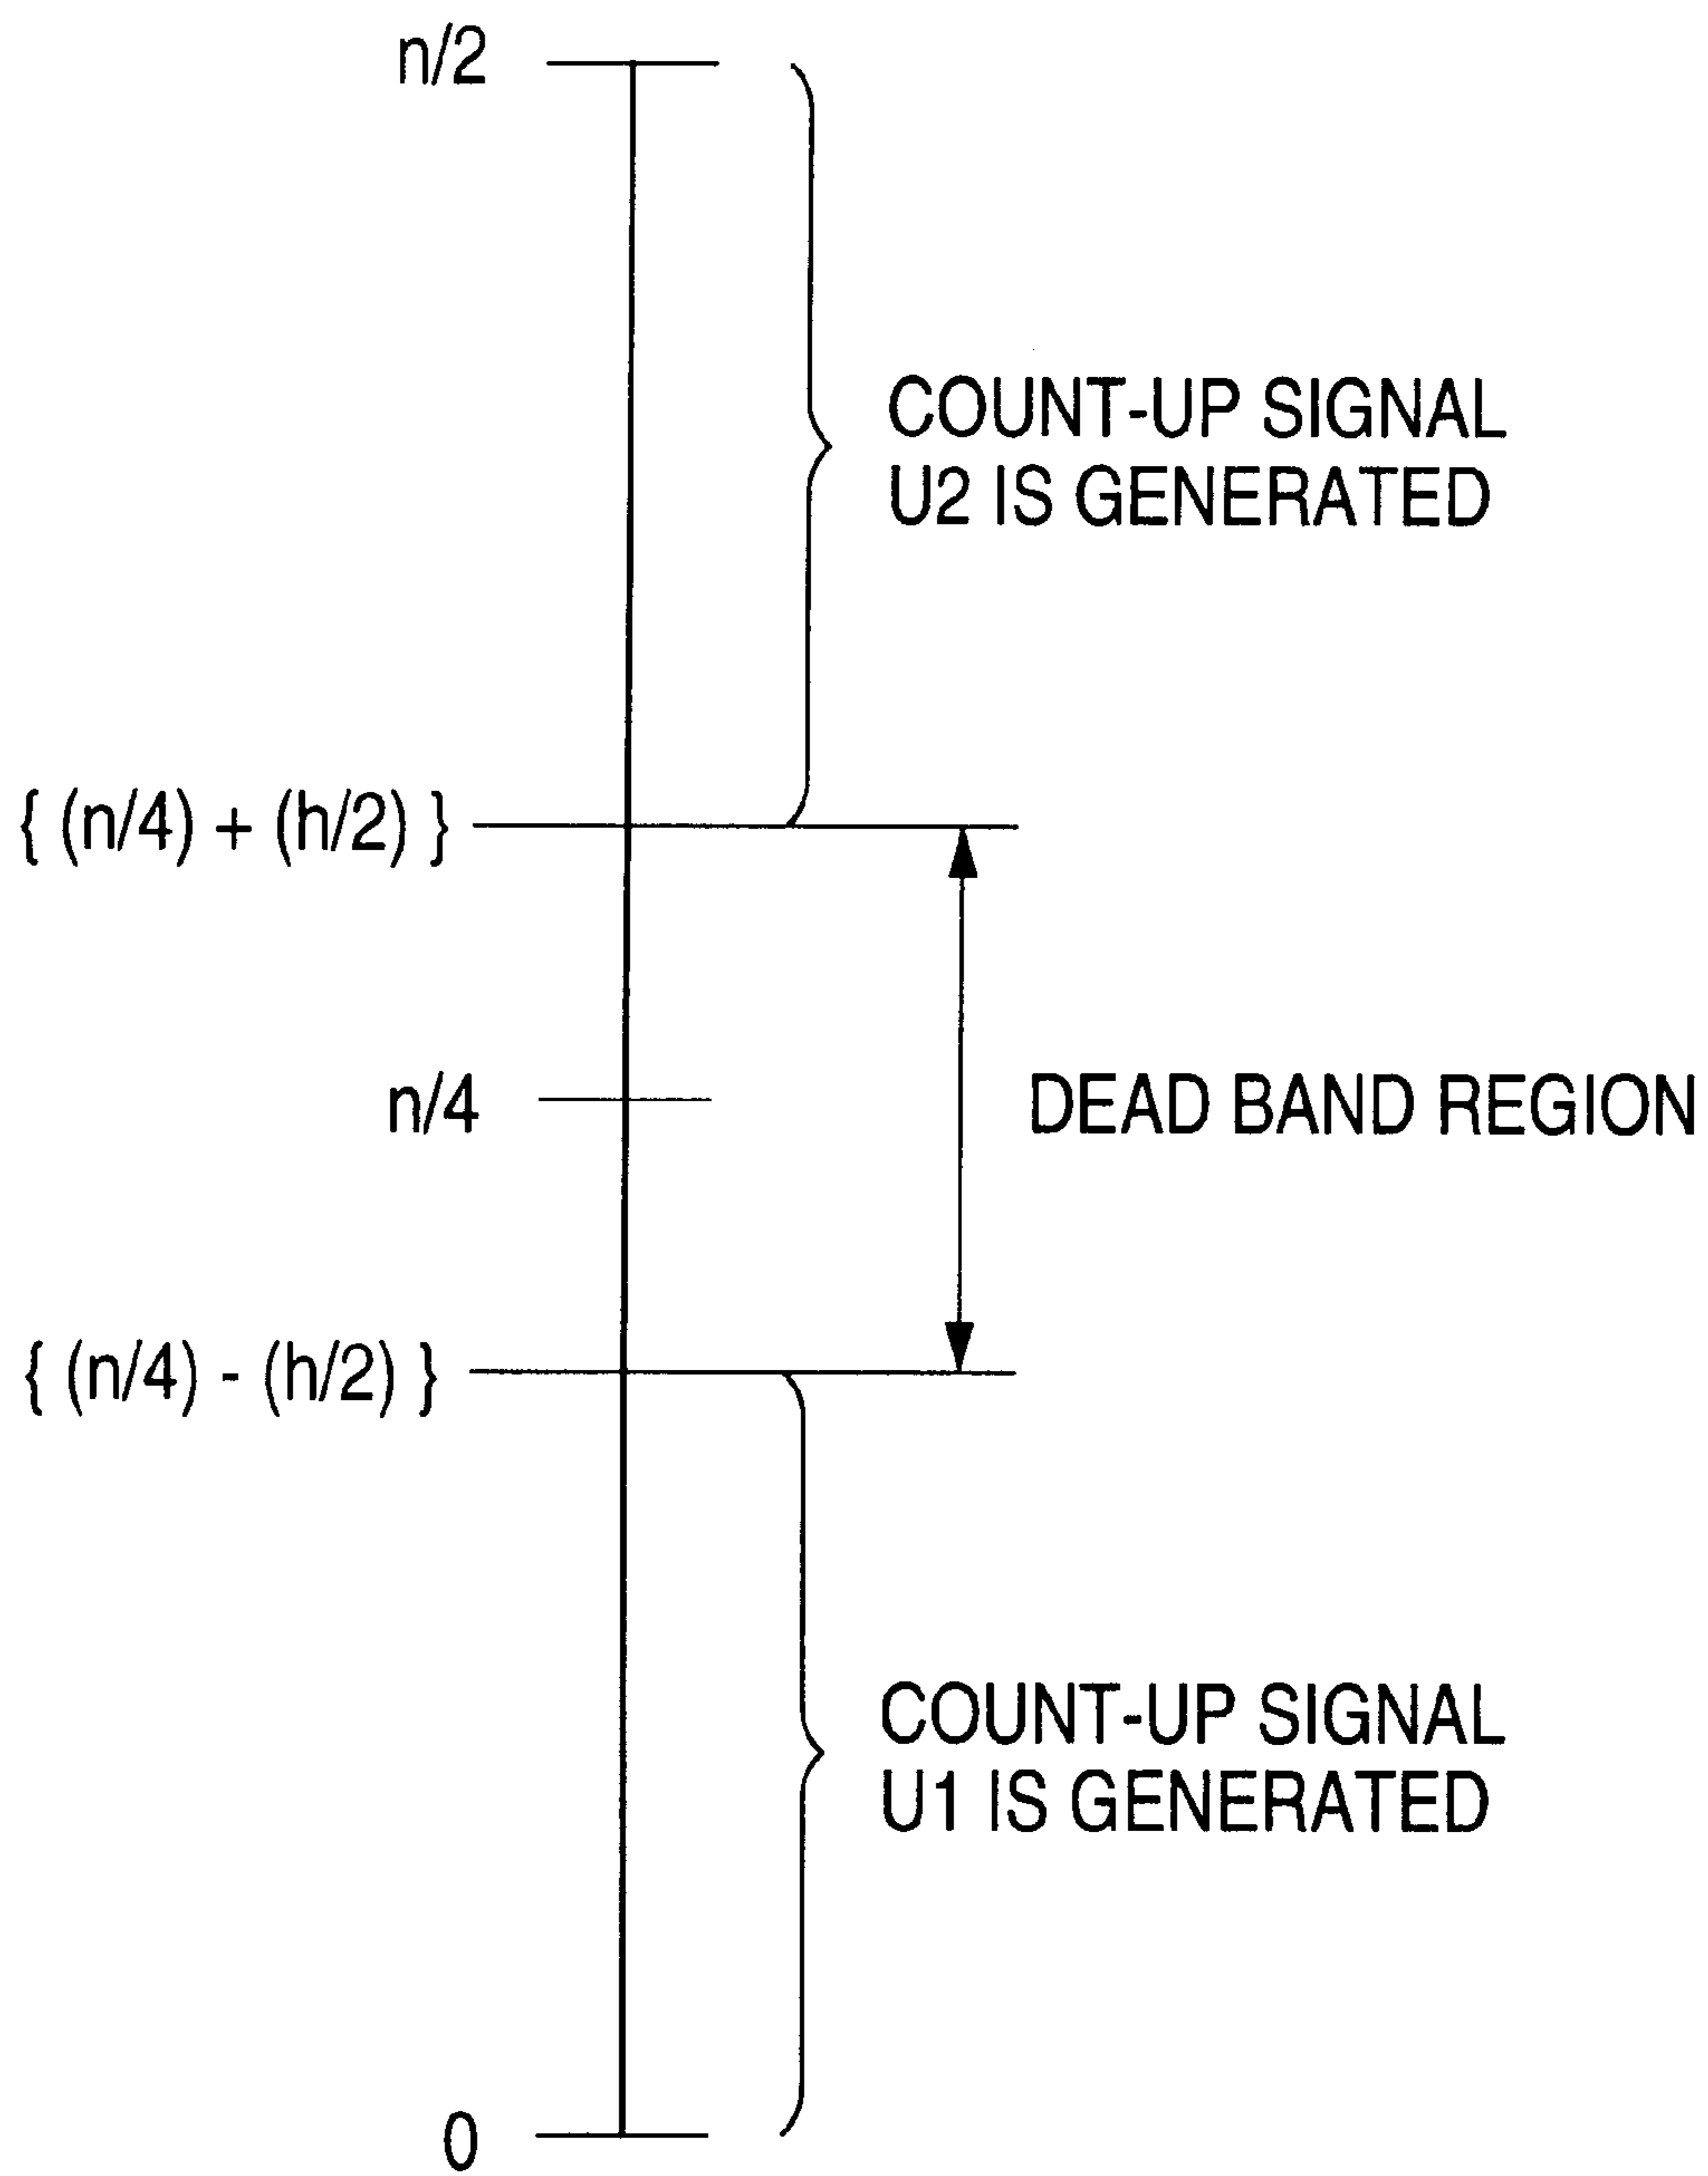 n/2
COUNT-UP SIGNAL
U2 IS GENERATED
{ (n/4) + (h/2) }
n/4
DEAD BAND REGION
{ (n/4) - (h/2) }
COUNT-UP SIGNAL
U1 IS GENERATED
0